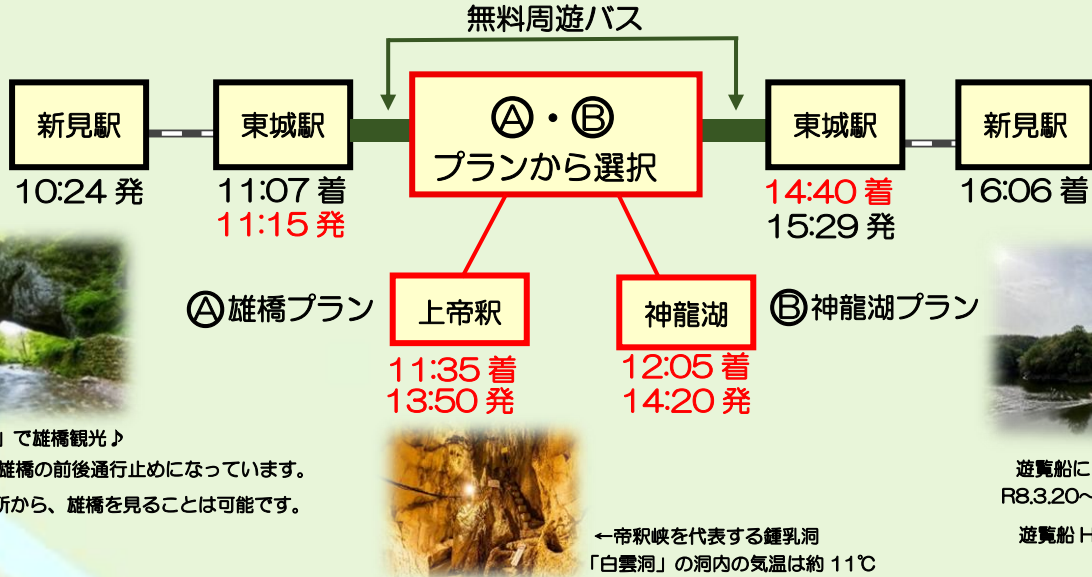 無料周遊バス
新見駅
東城駅
Ⓐ・Ⓑ
プランから選択
東城駅
新見駅
10:24 発
11:07 着
11:15 発
14:40 着
15:29 発
16:06 着
Ⓐ雄橋プラン
上帝釈
神龍湖
Ⓑ神龍湖プラン
11:35 着
13:50 発
12:05 着
14:20 発
」で雄橋観光♪
雄橋の前後通行止めになっています。
所から、雄橋を見ることは可能です。
遊覧船に
R8.3.20～
遊覧船 H
←帝釈峡を代表する鍾乳洞
「白雲洞」の洞内の気温は約 11℃